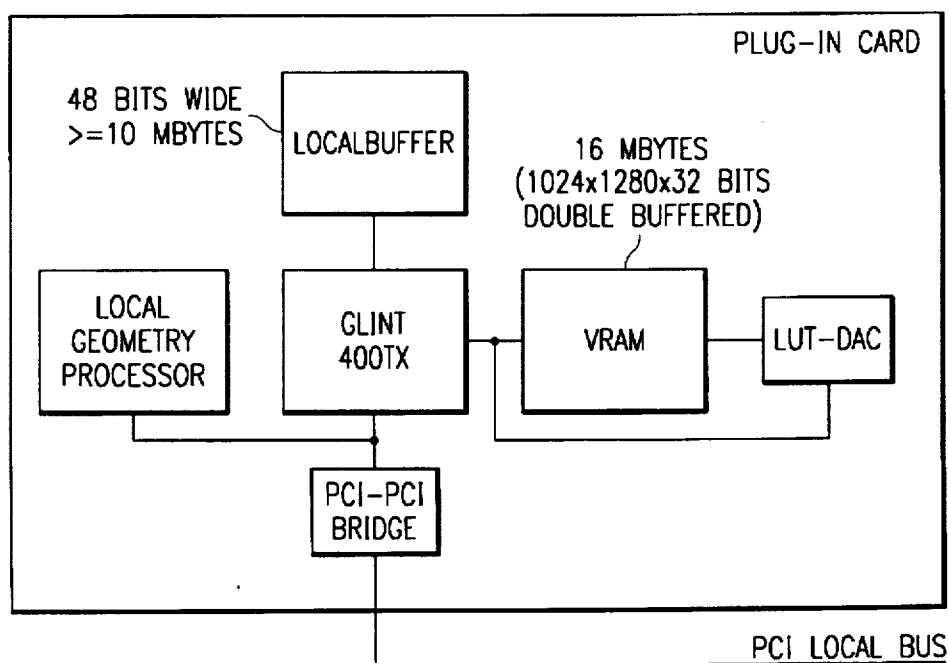 PLUG-IN CARD
48 BITS WIDE
>=10 MBYTES
LOCALBUFFER
16 MBYTES
(1024x1280x32 BITS
DOUBLE BUFFERED)
LOCAL
GEOMETRY
PROCESSOR
GLINT
400TX
VRAM
LUT-DAC
PCI-PCI
BRIDGE
PCI LOCAL BUS